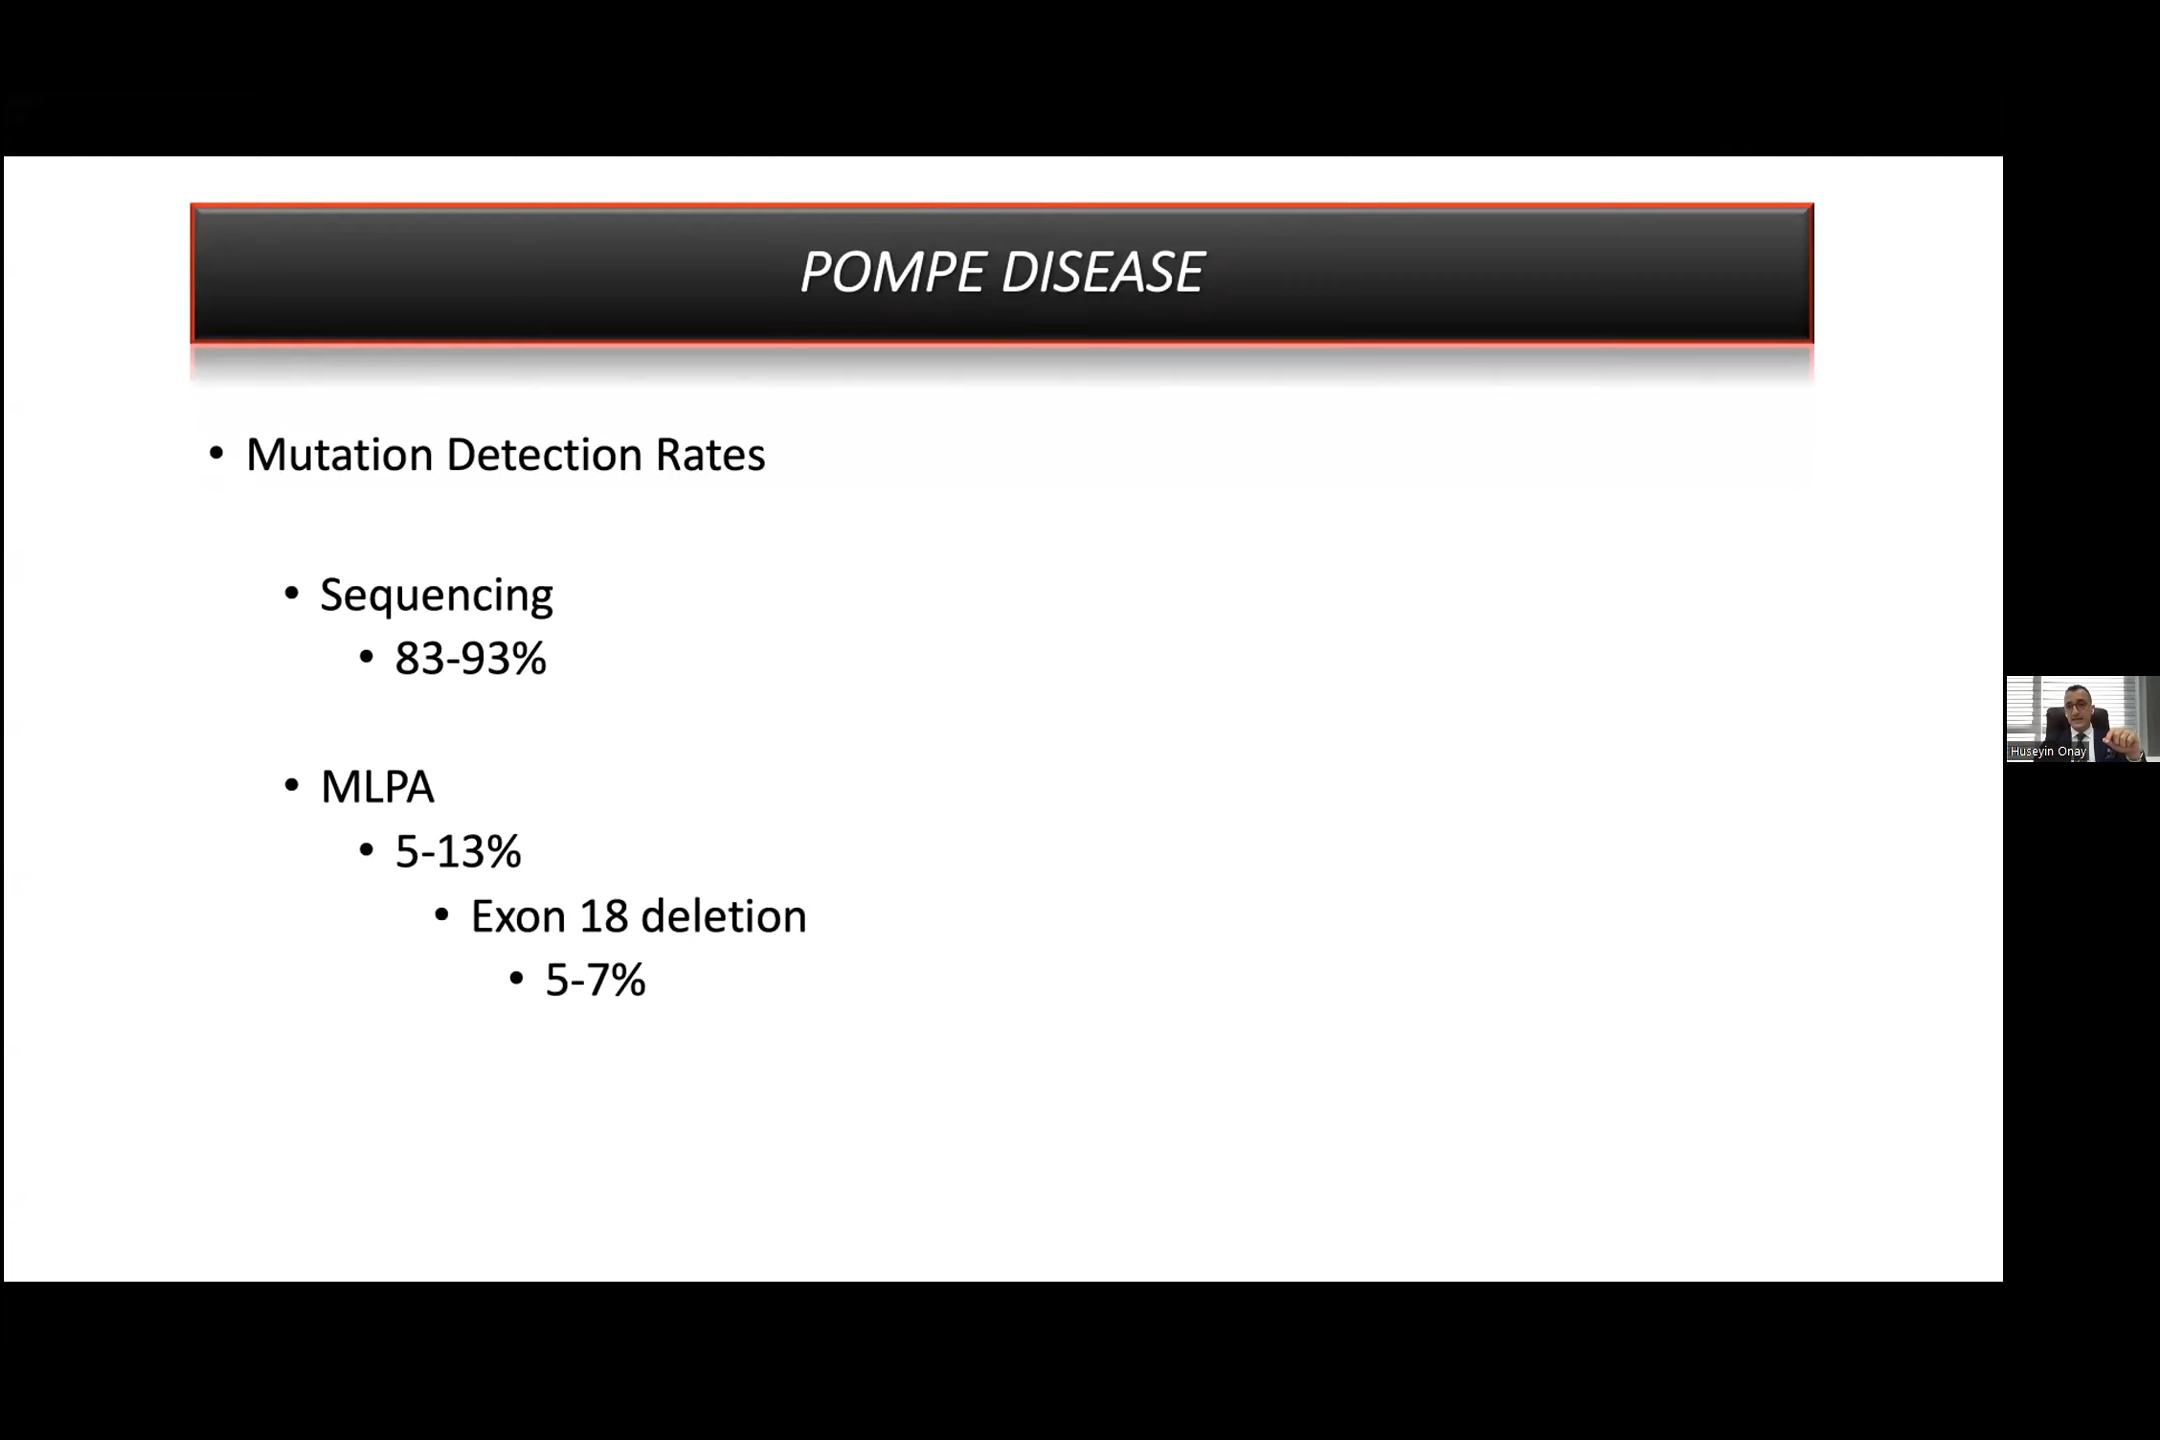 POMPE DISEASE
• Mutation Detection Rates
• Sequencing
• 83-93%
• MLPA
• 5-13%
• Exon 18 deletion
• 5-7%
Huseyin Onay